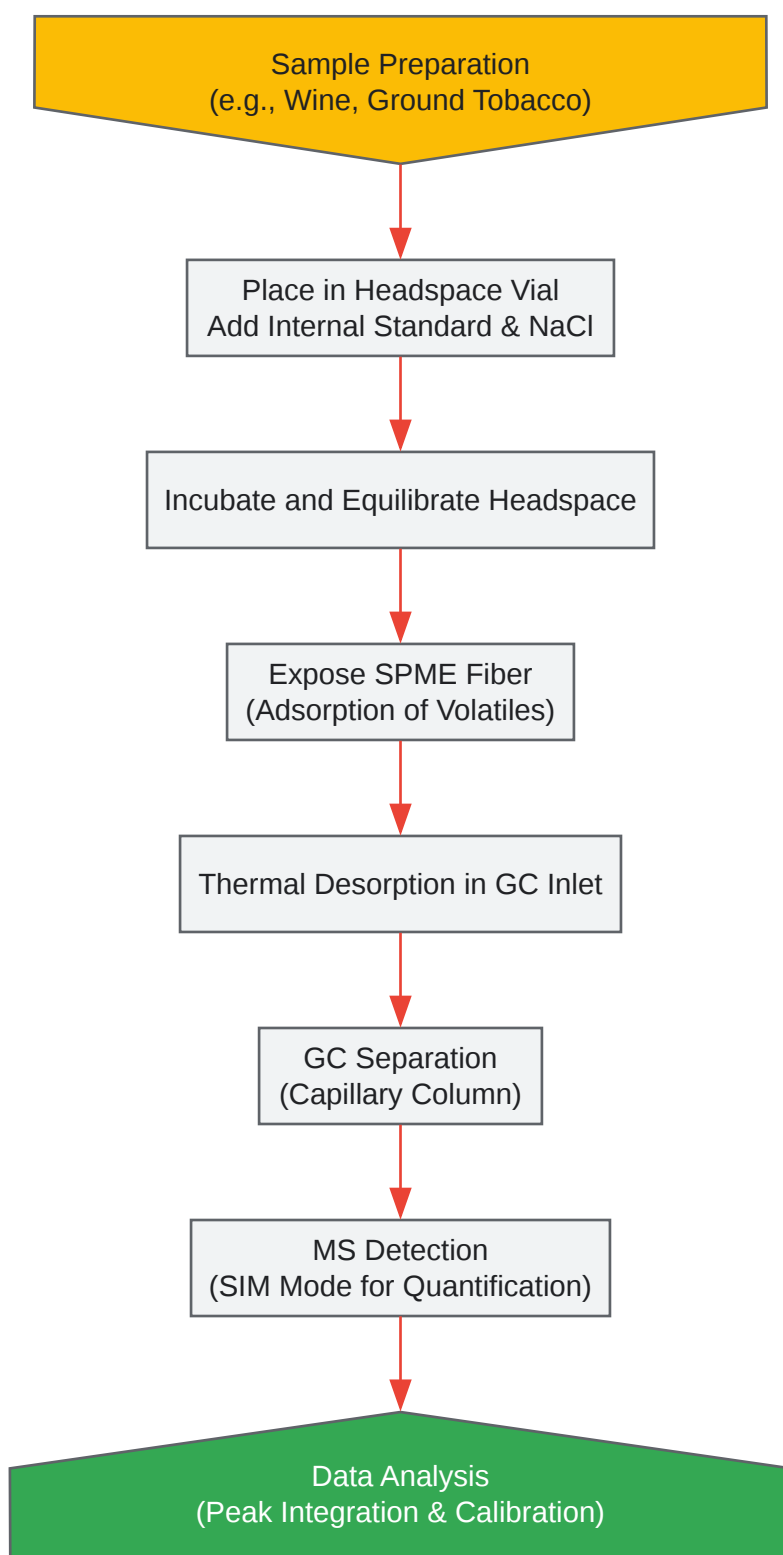 Sample Preparation
(e.g., Wine, Ground Tobacco)
Place in Headspace Vial
Add Internal Standard & NaCl
Incubate and Equilibrate Headspace
Expose SPME Fiber
(Adsorption of Volatiles)
Thermal Desorption in GC Inlet
GC Separation
(Capillary Column)
MS Detection
(SIM Mode for Quantification)
Data Analysis
(Peak Integration & Calibration)